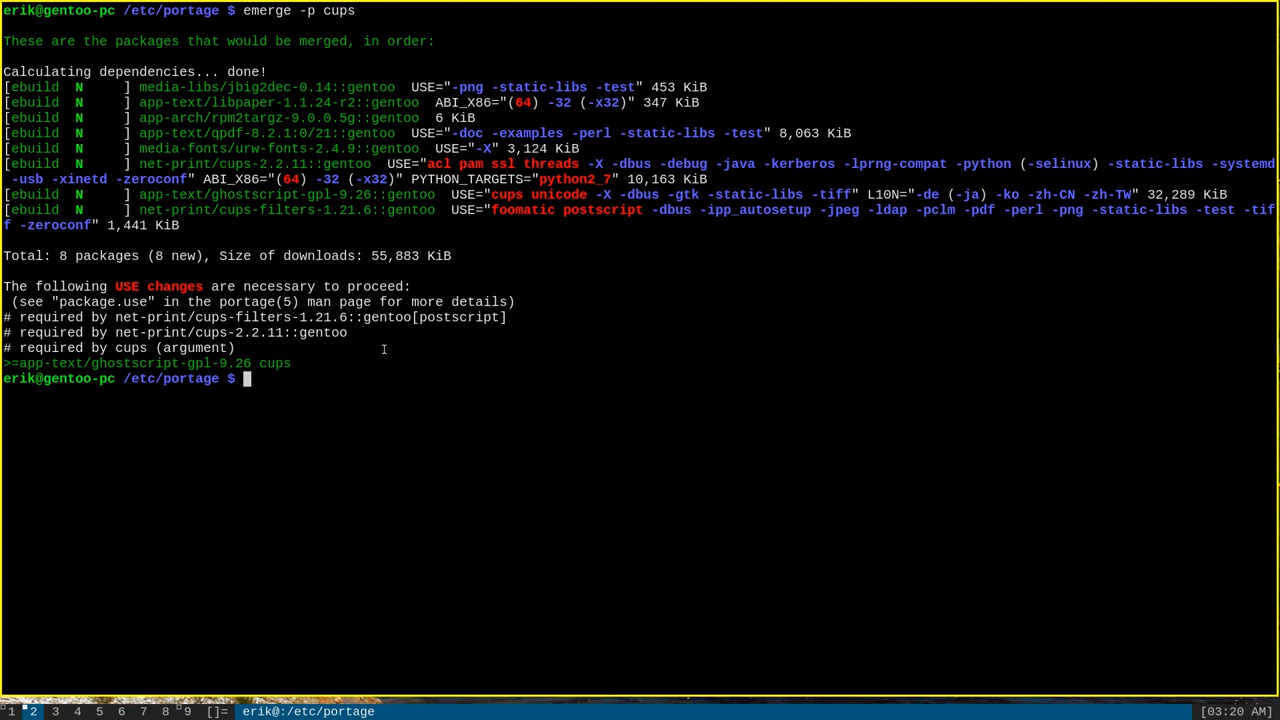 erik@gentoo-pc /etc/portage $ emerge -p cups
These are the packages that would be merged, in order:
Calculating dependencies... done!
[ebuild  N     ] media-libs/jbig2dec-0.14::gentoo  USE="-png -static-libs -test" 453 KiB
[ebuild  N     ] app-text/libpaper-1.1.24-r2::gentoo  ABI_X86="(64) -32 (-x32)" 347 KiB
[ebuild  N     ] app-arch/rpm2targz-9.0.0.5g::gentoo  6 KiB
[ebuild  N     ] app-text/qpdf-8.2.1:0/21::gentoo  USE="-doc -examples -perl -static-libs -test" 8,063 KiB
[ebuild  N     ] media-fonts/urw-fonts-2.4.9::gentoo  USE="-X" 3,124 KiB
[ebuild  N     ] net-print/cups-2.2.11::gentoo  USE="acl pam ssl threads -X -dbus -debug -java -kerberos -lprng-compat -python (-selinux) -static-libs -systemd
-usb -xinetd -zeroconf" ABI_X86="(64) -32 (-x32)" PYTHON_TARGETS="python2_7" 10,163 KiB
[ebuild  N     ] app-text/ghostscript-gpl-9.26::gentoo  USE="cups unicode -X -dbus -gtk -static-libs -tiff" L10N="-de (-ja) -ko -zh-CN -zh-TW" 32,289 KiB
[ebuild  N     ] net-print/cups-filters-1.21.6::gentoo  USE="foomatic postscript -dbus -ipp_autosetup -jpeg -ldap -pclm -pdf -perl -png -static-libs -test -tif
f -zeroconf" 1,441 KiB
Total: 8 packages (8 new), Size of downloads: 55,883 KiB
The following USE changes are necessary to proceed:
(see "package.use" in the portage(5) man page for more details)
# required by net-print/cups-filters-1.21.6::gentoo[postscript]
# required by net-print/cups-2.2.11::gentoo
# required by cups (argument)
>=app-text/ghostscript-gpl-9.26 cups
erik@gentoo-pc /etc/portage $
1 2 3 4 5 6 7 8 9 []= erik@:/etc/portage [03:20 AM]